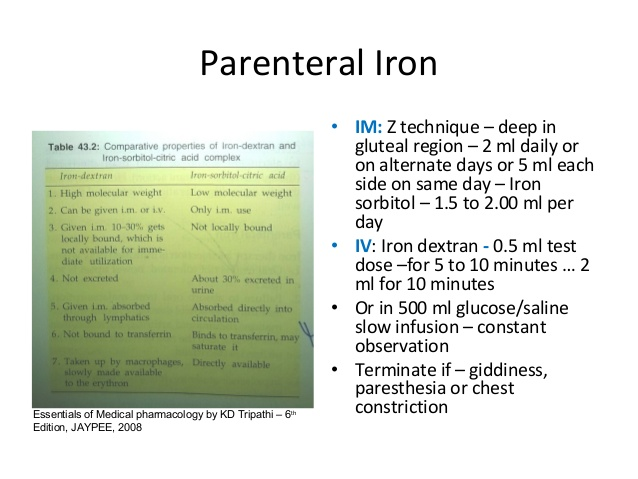 Parenteral Iron
Table 43.2: Comparative properties of Iron-dextran and
Iron-sorbitol-citric acid complex
Iron-dextran Iron-sorbitol-citric acid
1. High molecular weight Low molecular weight
2. Can be given i.m. or i.v. Only i.m. use
3. Given i.m. 10–30% gets Not locally bound
locally bound, which is
not available for imme-
diate utilization
4. Not excreted About 30% excreted in
urine
5. Given i.m. absorbed Absorbed directly into
through lymphatics circulation
6. Not bound to transferrin Binds to transferrin, may
saturate it
7. Taken up by macrophages, Directly available
slowly made available
to the erythron
Essentials of Medical pharmacology by KD Tripathi – 6th
Edition, JAYPEE, 2008
• IM: Z technique – deep in
gluteal region – 2 ml daily or
on alternate days or 5 ml each
side on same day – Iron
sorbitol – 1.5 to 2.00 ml per
day
• IV: Iron dextran - 0.5 ml test
dose –for 5 to 10 minutes ... 2
ml for 10 minutes
• Or in 500 ml glucose/saline
slow infusion – constant
observation
• Terminate if – giddiness,
paresthesia or chest
constriction